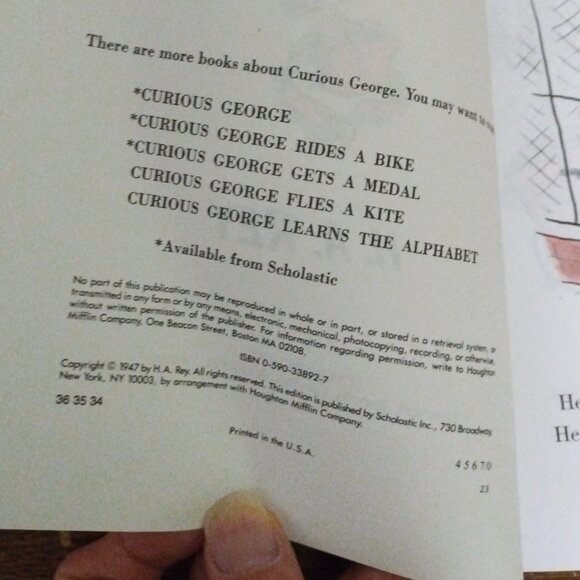 There are more books about Curious George. You may want to
*CURIOUS GEORGE
*CURIOUS GEORGE RIDES A BIKE
*CURIOUS GEORGE GETS A MEDAL
CURIOUS GEORGE FLIES A KITE
CURIOUS GEORGE LEARNS THE ALPHABET
*Available from Scholastic
No part of this publication may be reproduced in whole or in part, or stored in a retrieval system, or
transmitted in any form or by any means, electronic, mechanical, photocopying, recording, or otherwise,
without written permission of the publisher. For information regarding permission, write to Houghton
Mifflin Company, One Beacon Street, Boston MA 02108.
ISBN 0-590-33892-7
Copyright © 1947 by H.A. Rey. All rights reserved. This edition is published by Scholastic Inc., 730 Broadway,
New York, NY 10003, by arrangement with Houghton Mifflin Company.
36 35 34
4 5 6 7 0
Printed in the U.S.A.
23
He
He